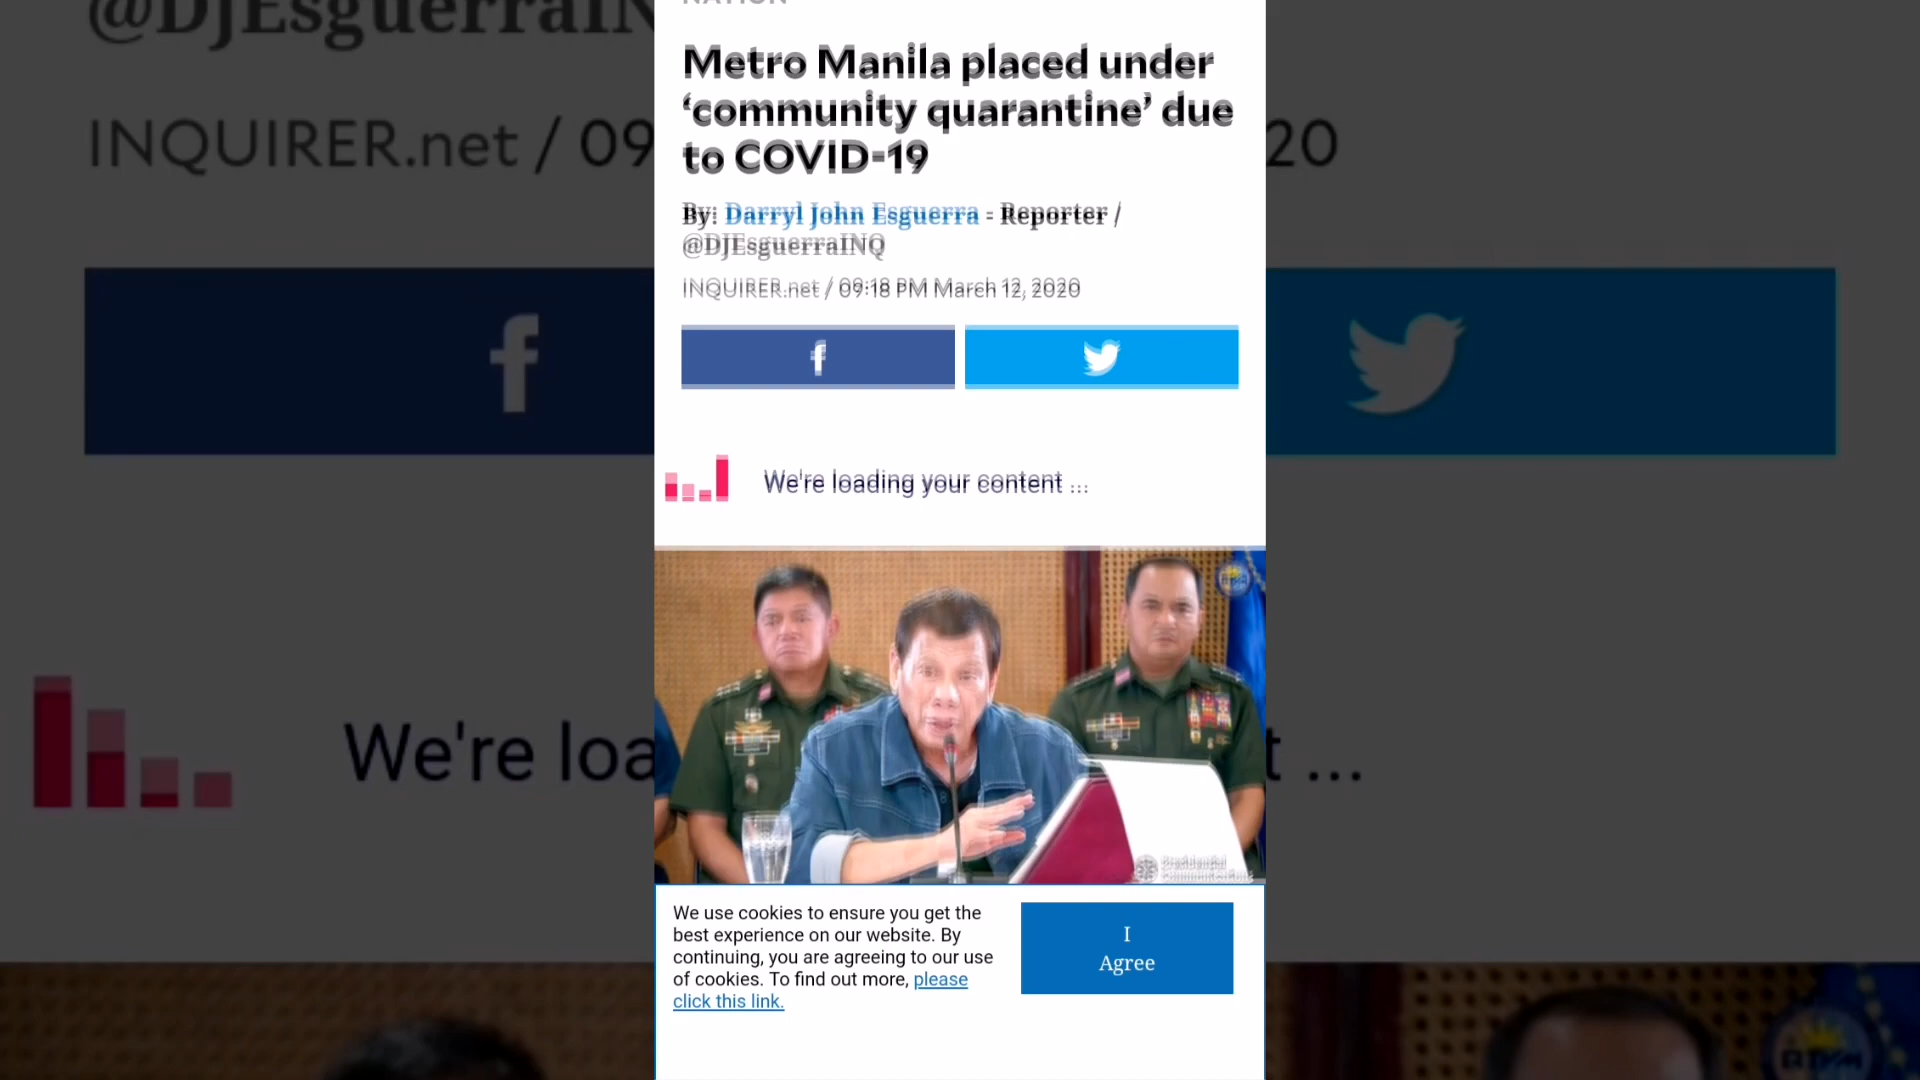 NATION
Metro Manila placed under
‘community quarantine’ due
to COVID-19
By: Darryl John Esguerra - Reporter /
@DJEsguerraINQ
INQUIRER.net / 09:18 PM March 12, 2020
We're loading your content ...
We use cookies to ensure you get the
best experience on our website. By
continuing, you are agreeing to our use
of cookies. To find out more, please
click this link.
I
Agree
@DJEsguerraIN
INQUIRER.net / 09
20
We're loa
t ...
RTVM